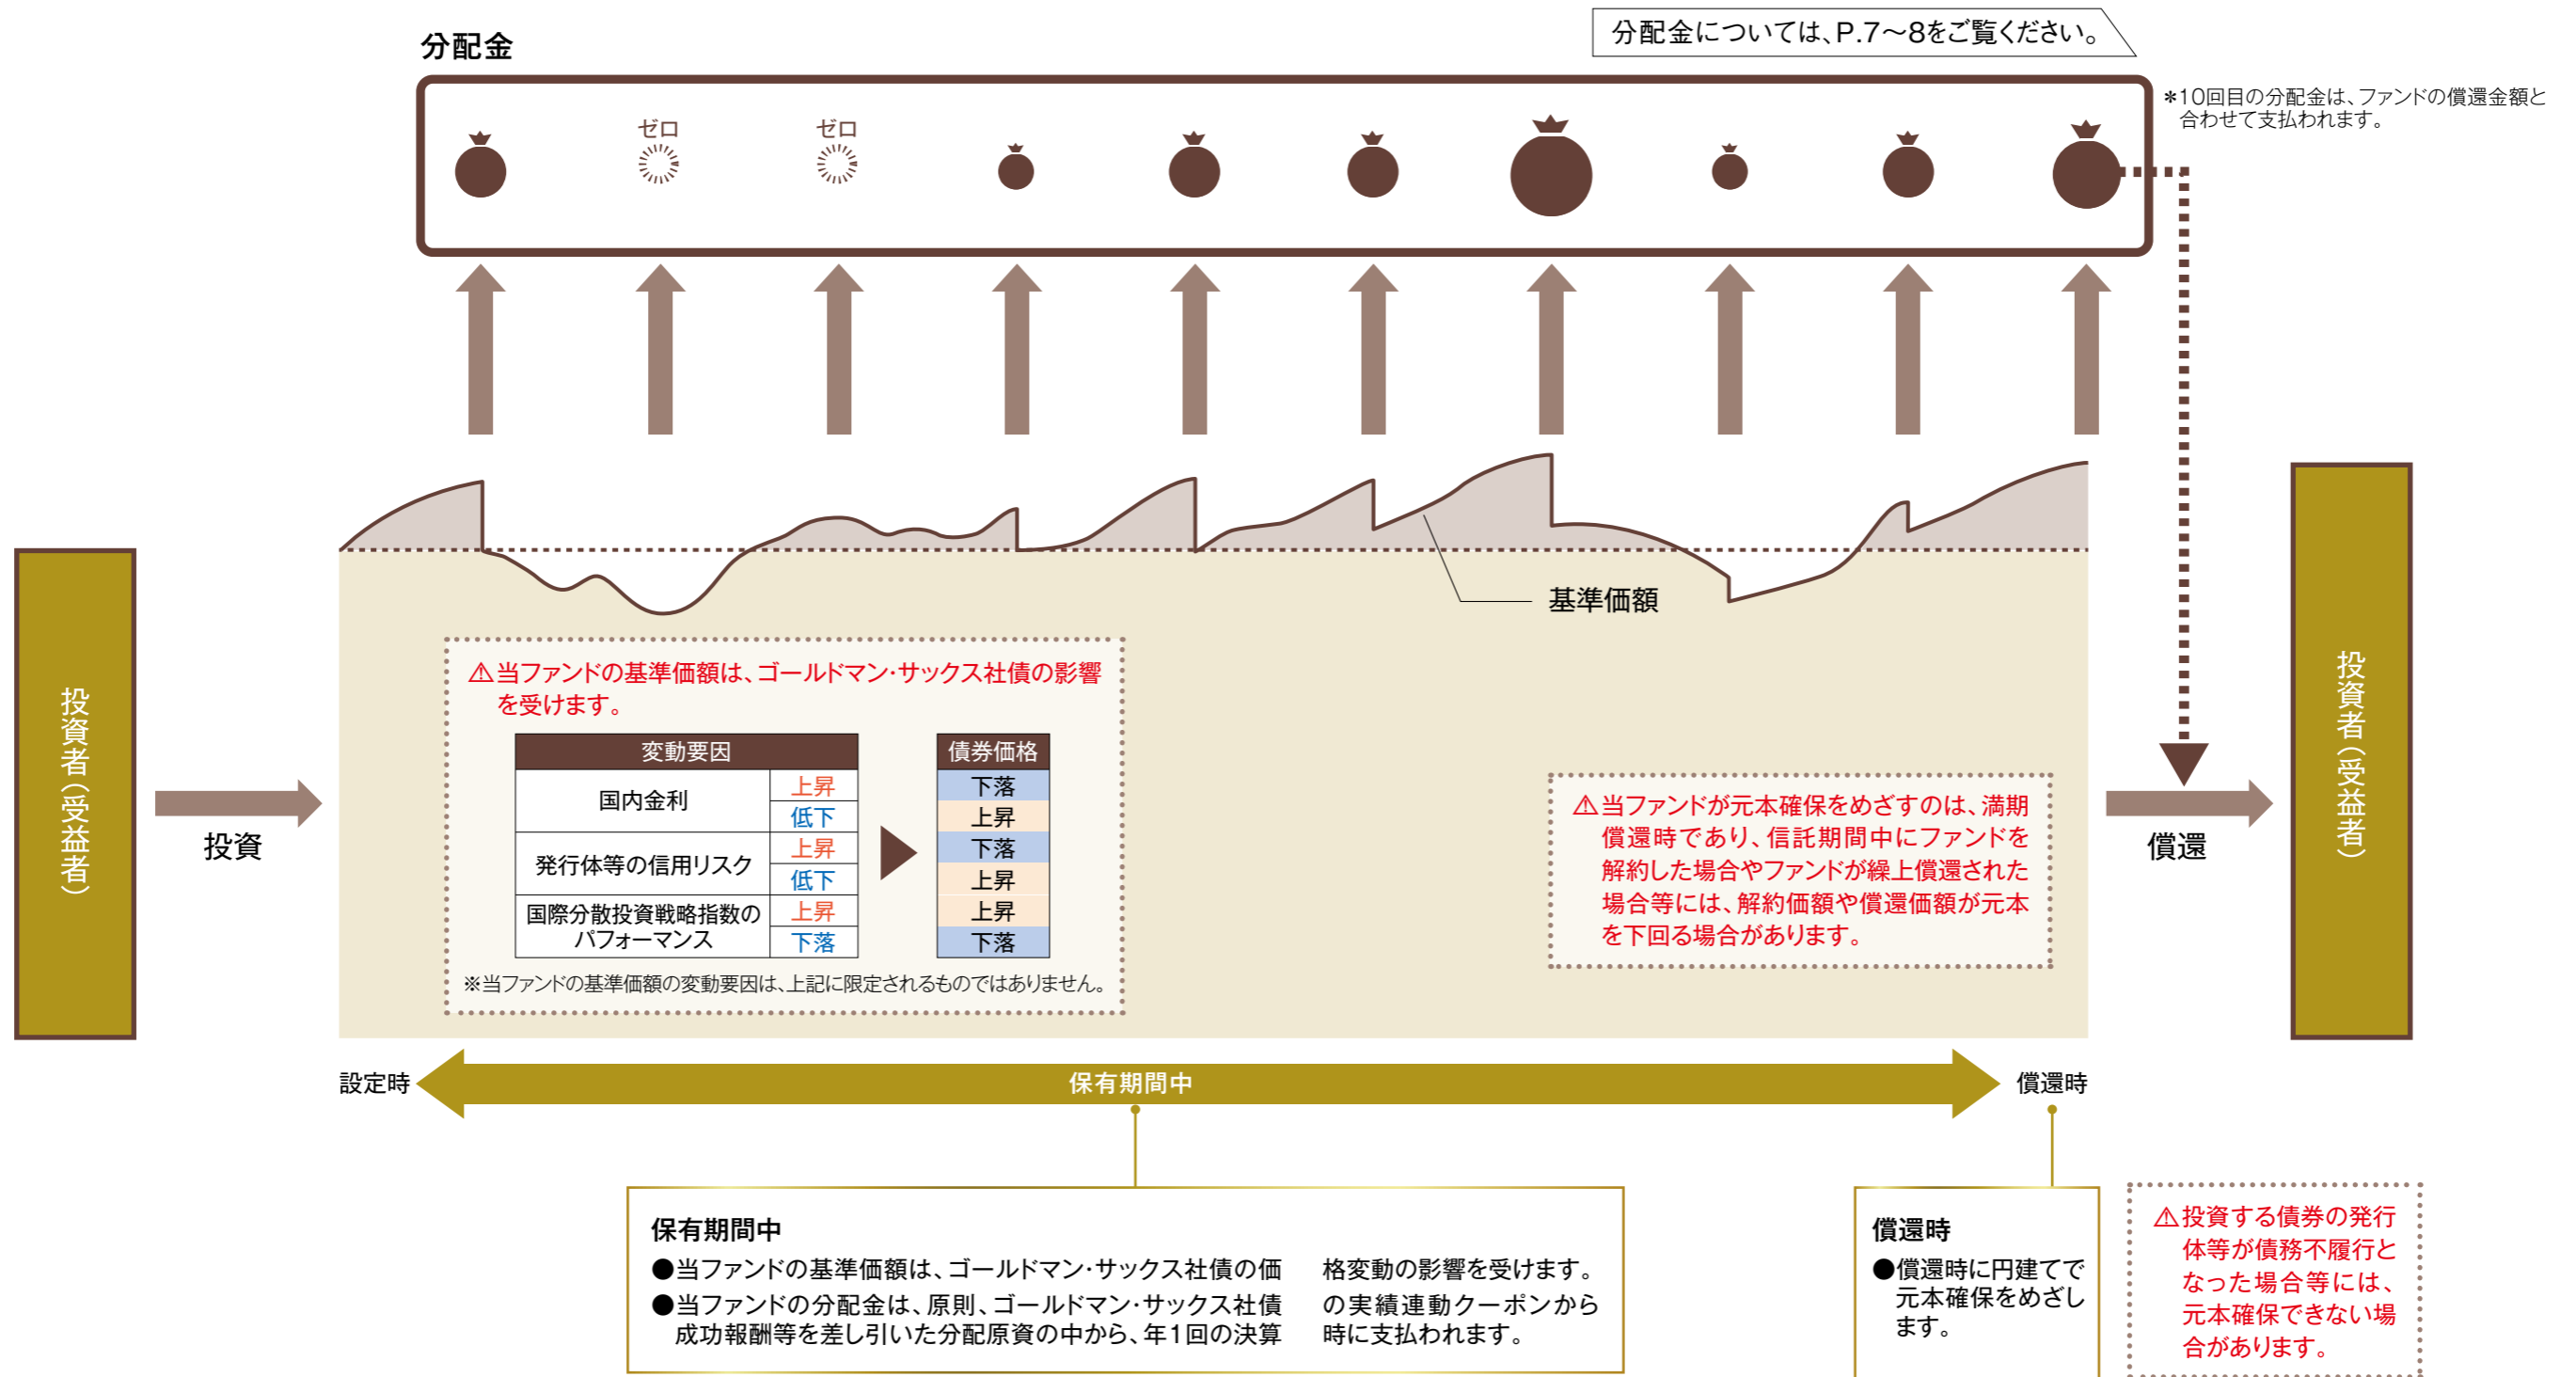 分配金
分配金については、P.7～8をご覧ください。
*10回目の分配金は、ファンドの償還金額と
合わせて支払われます。
ゼロ
ゼロ
基準価額
投資者(受益者)
投資
⚠当ファンドの基準価額は、ゴールドマン・サックス社債の影響
を受けます。
変動要因
債券価格
国内金利
上昇
下落
低下
上昇
発行体等の信用リスク
上昇
下落
低下
上昇
国際分散投資戦略指数の
パフォーマンス
上昇
上昇
下落
下落
※当ファンドの基準価額の変動要因は、上記に限定されるものではありません。
⚠当ファンドが元本確保をめざすのは、満期
償還時であり、信託期間中にファンドを
解約した場合やファンドが繰上償還された
場合等には、解約価額や償還価額が元本
を下回る場合があります。
償還
投資者(受益者)
設定時
保有期間中
償還時
保有期間中
●当ファンドの基準価額は、ゴールドマン・サックス社債の価格変動の影響を受けます。
●当ファンドの分配金は、原則、ゴールドマン・サックス社債の実績連動クーポンから
成功報酬等を差し引いた分配原資の中から、年1回の決算時に支払われます。
償還時
●償還時に円建てで
元本確保をめざし
ます。
⚠投資する債券の発行
体等が債務不履行と
なった場合等には、
元本確保できない場
合があります。